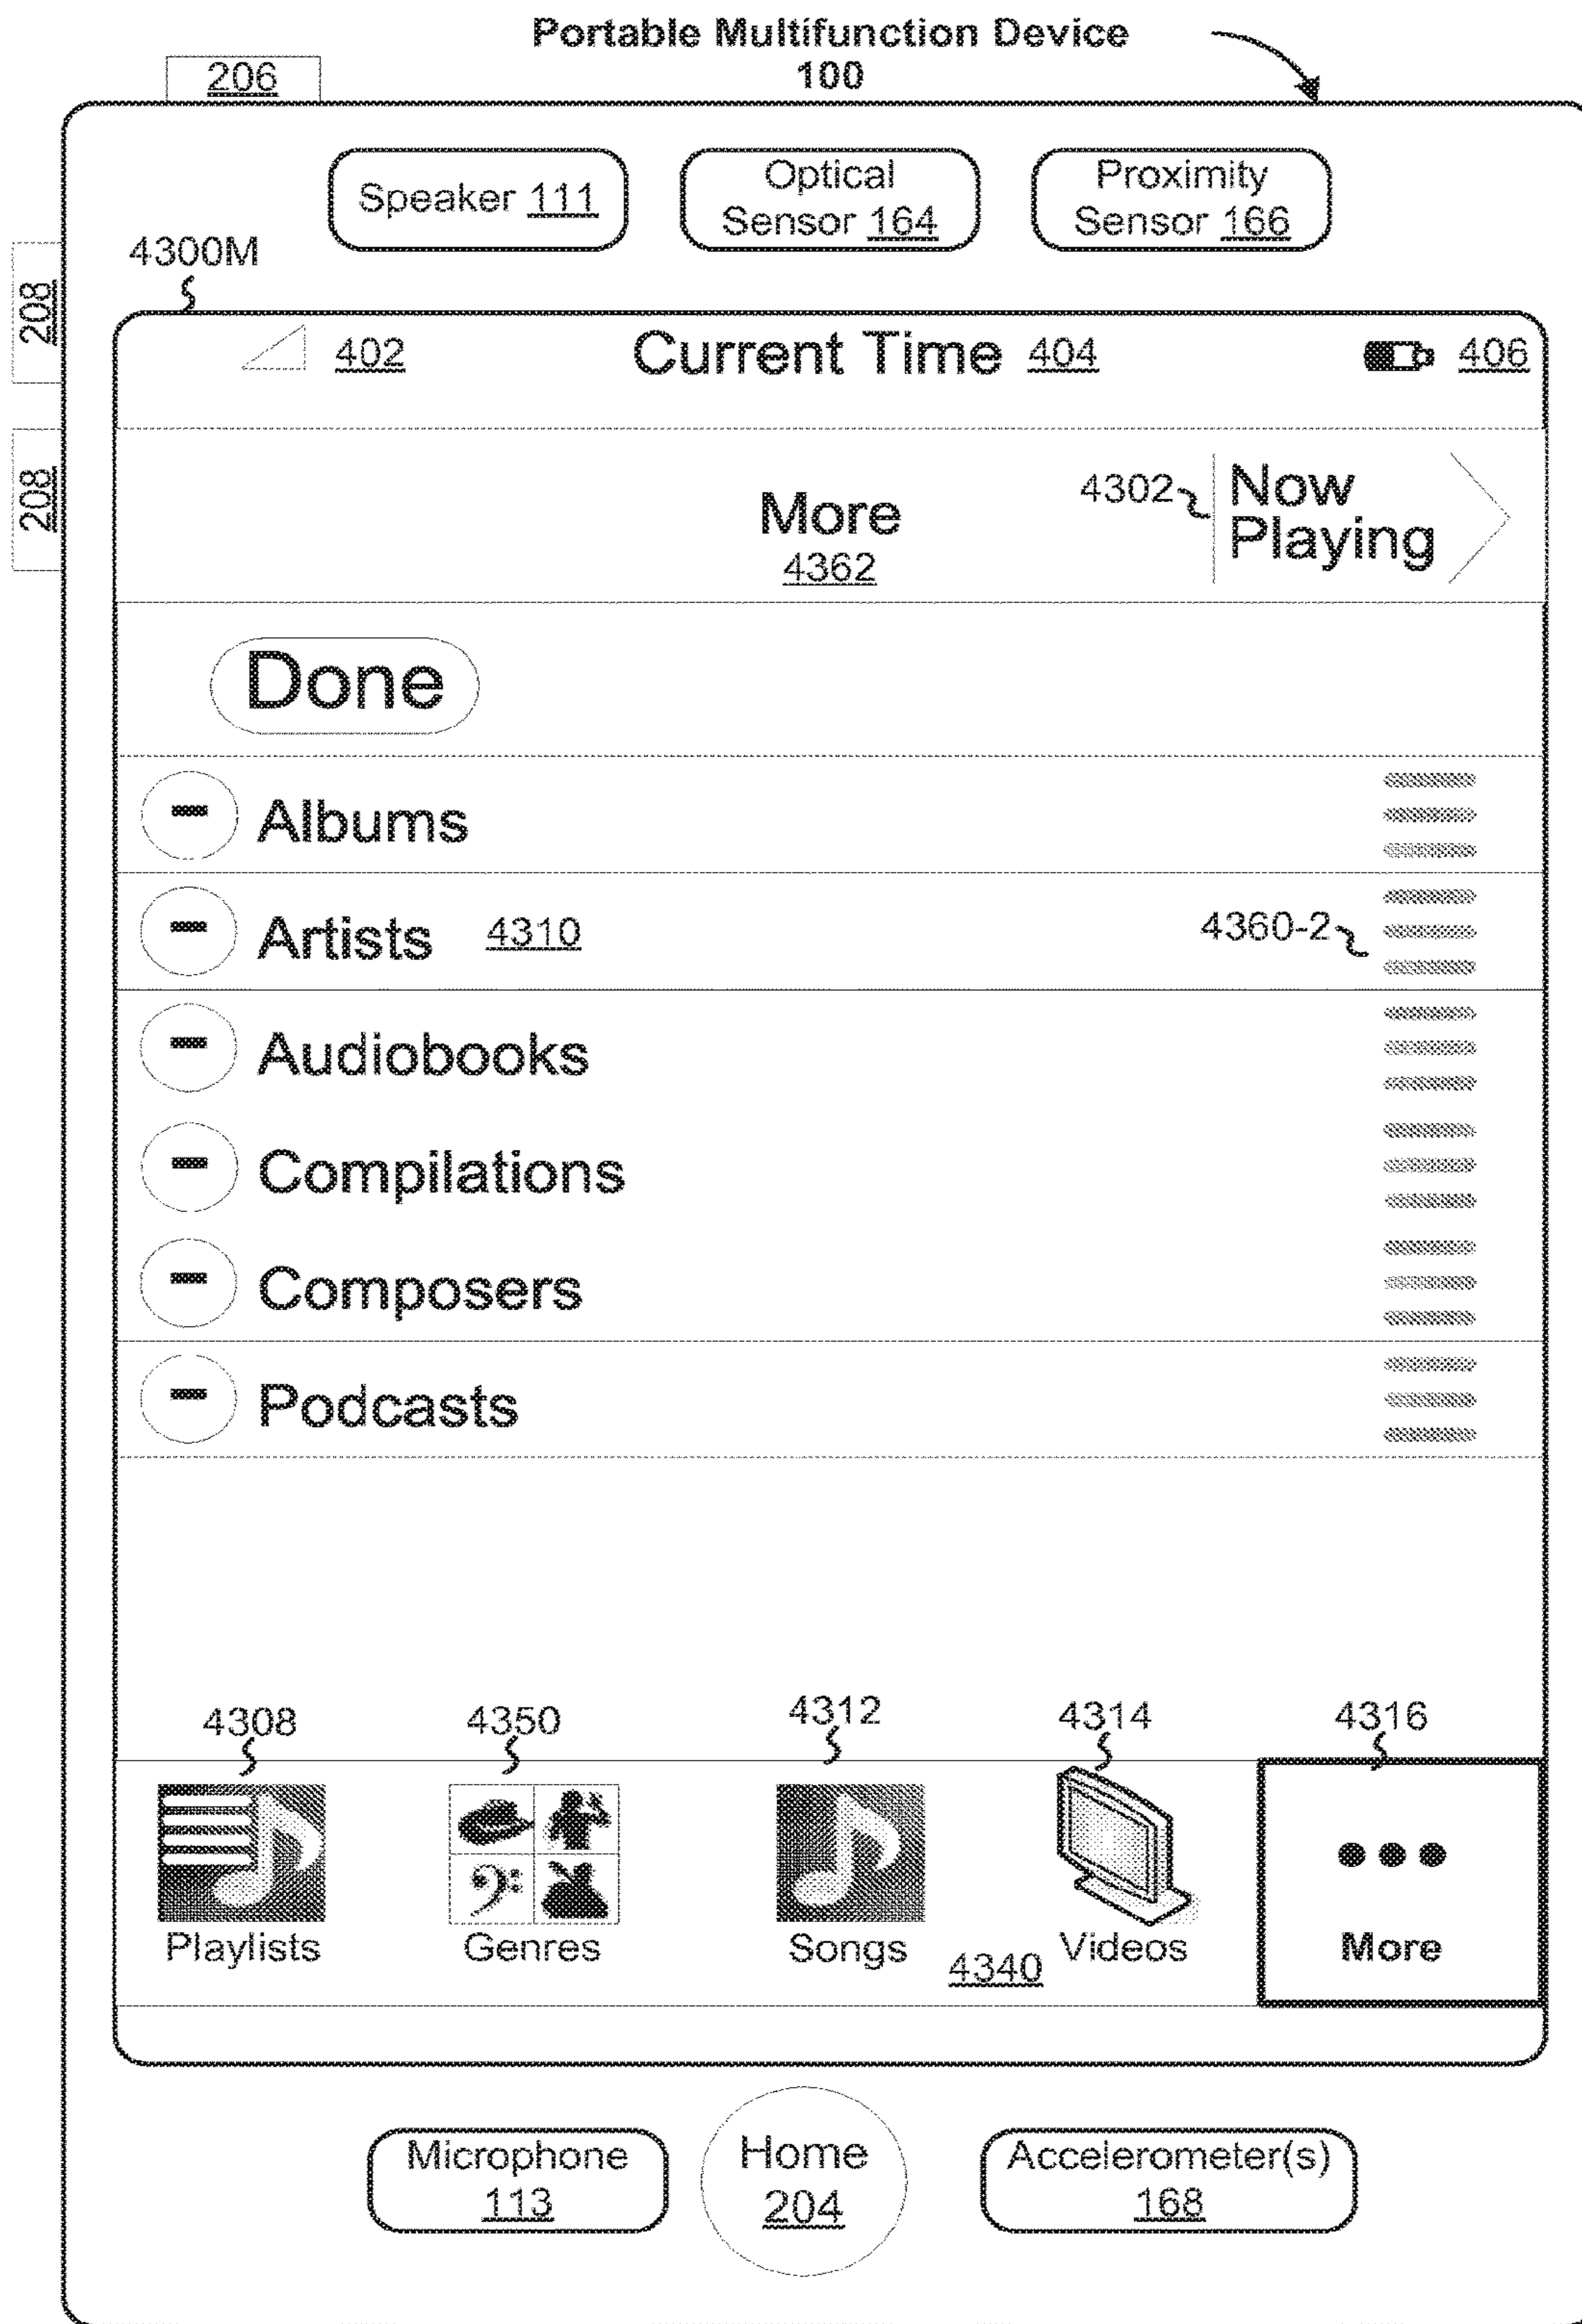 Portable Multifunction Device
100
206
Speaker 111
Optical
Sensor 164
Proximity
Sensor 166
4300M
208
208
402
Current Time 404
406
More
4362
4302
Now
Playing
Done
- Albums
- Artists 4310
4360-2
- Audiobooks
- Compilations
- Composers
- Podcasts
4308
4350
4312
4314
4316
Playlists
Genres
Songs
4340
Videos
More
Microphone
113
Home
204
Accelerometer(s)
168